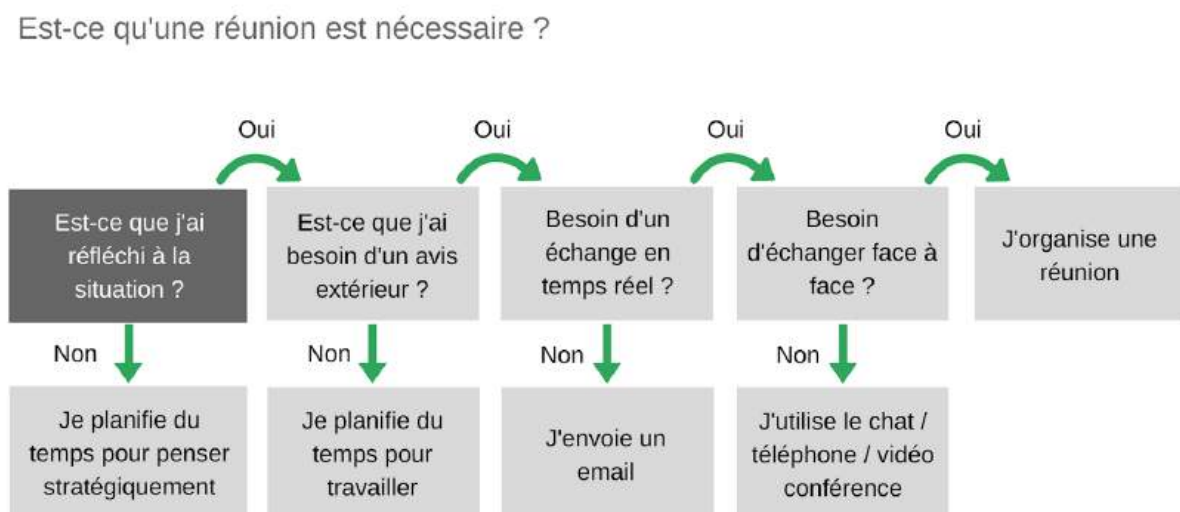 Est-ce qu'une réunion est nécessaire ?
Oui
Oui
Oui
Oui
Est-ce que j'ai
réfléchi à la
situation ?
Est-ce que j'ai
besoin d'un avis
extérieur ?
Besoin d'un
échange en
temps réel ?
Besoin
d'échanger face à
face ?
J'organise une
réunion
Non
Non
Non
Non
Je planifie du
temps pour penser
stratégiquement
Je planifie du
temps pour
travailler
J'envoie un
email
J'utilise le chat /
téléphone / vidéo
conférence